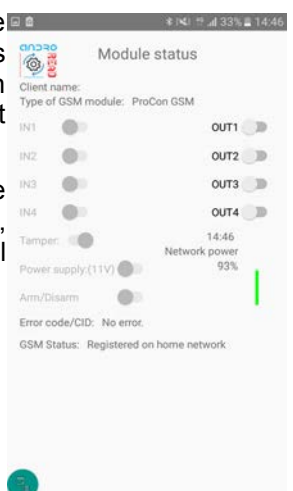 33% 14:46
ANDRO
Module status
Client name:
Type of GSM module: ProCon GSM
IN1 OUT1
IN2 OUT2
IN3 OUT3
IN4 OUT4
Tamper: 14:46
Network power
Power supply:(11V) 93%
Arm/Disarm
Error code/CID: No error.
GSM Status: Registered on home network